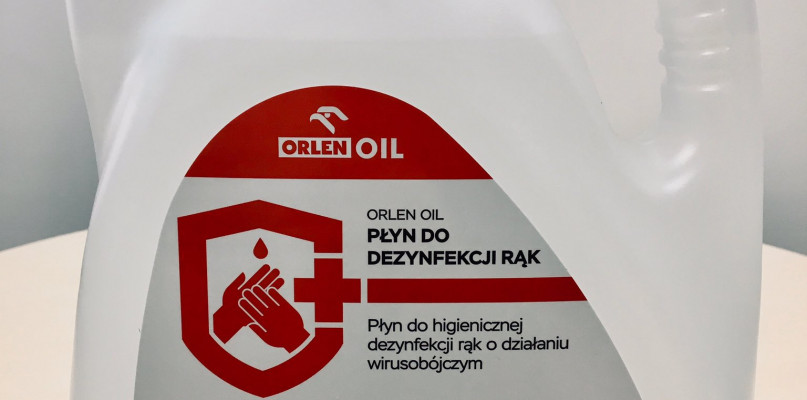 ORLEN OIL
ORLEN OIL
PŁYN DO
DEZYNFEKCJI RĄK
Płyn do higienicznej
dezynfekcji rąk o działaniu
wirusobójczym